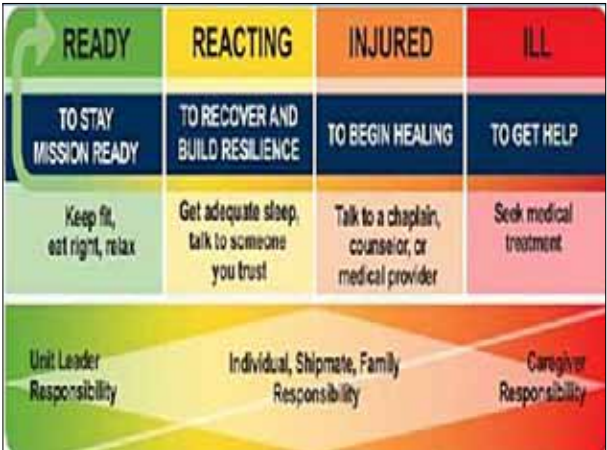 READY
REACTING
INJURED
ILL
TO STAY
MISSION READY
TO RECOVER AND
BUILD RESILIENCE
TO BEGIN HEALING
TO GET HELP
Keep fit,
eat right, relax
Get adequate sleep,
talk to someone
you trust
Talk to a chaplain,
counselor, or
medical provider
Seek medical
treatment
Unit Leader
Responsibility
Individual, Shipmate, Family
Responsibility
Caregiver
Responsibility